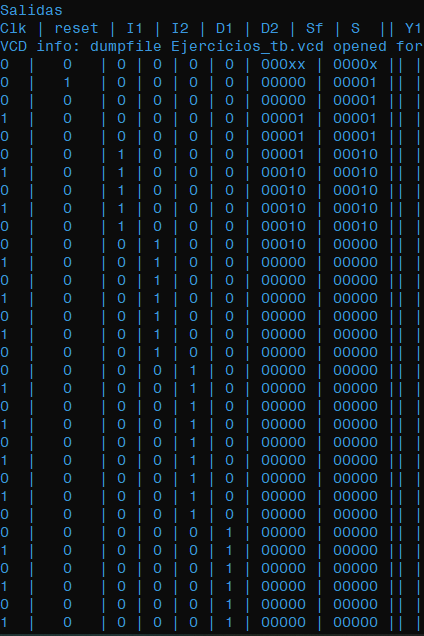 Salidas
Clk | reset | I1 | I2 | D1 | D2 | Sf | S || Y1
VCD info: dumpfile Ejercicios_tb.vcd opened for
0 | 0 | 0 | 0 | 0 | 0 | 000xx | 0000x || |
0 | 1 | 0 | 0 | 0 | 0 | 00000 | 00001 || |
0 | 0 | 0 | 0 | 0 | 0 | 00000 | 00001 || |
1 | 0 | 0 | 0 | 0 | 0 | 00001 | 00001 || |
0 | 0 | 0 | 0 | 0 | 0 | 00001 | 00001 || |
0 | 0 | 1 | 0 | 0 | 0 | 00001 | 00010 || |
1 | 0 | 1 | 0 | 0 | 0 | 00010 | 00010 || |
0 | 0 | 1 | 0 | 0 | 0 | 00010 | 00010 || |
1 | 0 | 1 | 0 | 0 | 0 | 00010 | 00010 || |
0 | 0 | 1 | 0 | 0 | 0 | 00010 | 00010 || |
0 | 0 | 0 | 1 | 0 | 0 | 00010 | 00000 || |
1 | 0 | 0 | 1 | 0 | 0 | 00000 | 00000 || |
0 | 0 | 0 | 1 | 0 | 0 | 00000 | 00000 || |
1 | 0 | 0 | 1 | 0 | 0 | 00000 | 00000 || |
0 | 0 | 0 | 1 | 0 | 0 | 00000 | 00000 || |
1 | 0 | 0 | 1 | 0 | 0 | 00000 | 00000 || |
0 | 0 | 0 | 1 | 0 | 0 | 00000 | 00000 || |
0 | 0 | 0 | 0 | 1 | 0 | 00000 | 00000 || |
1 | 0 | 0 | 0 | 1 | 0 | 00000 | 00000 || |
0 | 0 | 0 | 0 | 1 | 0 | 00000 | 00000 || |
1 | 0 | 0 | 0 | 1 | 0 | 00000 | 00000 || |
0 | 0 | 0 | 0 | 1 | 0 | 00000 | 00000 || |
1 | 0 | 0 | 0 | 1 | 0 | 00000 | 00000 || |
0 | 0 | 0 | 0 | 1 | 0 | 00000 | 00000 || |
1 | 0 | 0 | 0 | 1 | 0 | 00000 | 00000 || |
0 | 0 | 0 | 0 | 1 | 0 | 00000 | 00000 || |
0 | 0 | 0 | 0 | 0 | 1 | 00000 | 00000 || |
1 | 0 | 0 | 0 | 0 | 1 | 00000 | 00000 || |
0 | 0 | 0 | 0 | 0 | 1 | 00000 | 00000 || |
1 | 0 | 0 | 0 | 0 | 1 | 00000 | 00000 || |
0 | 0 | 0 | 0 | 0 | 1 | 00000 | 00000 || |
1 | 0 | 0 | 0 | 0 | 1 | 00000 | 00000 || |